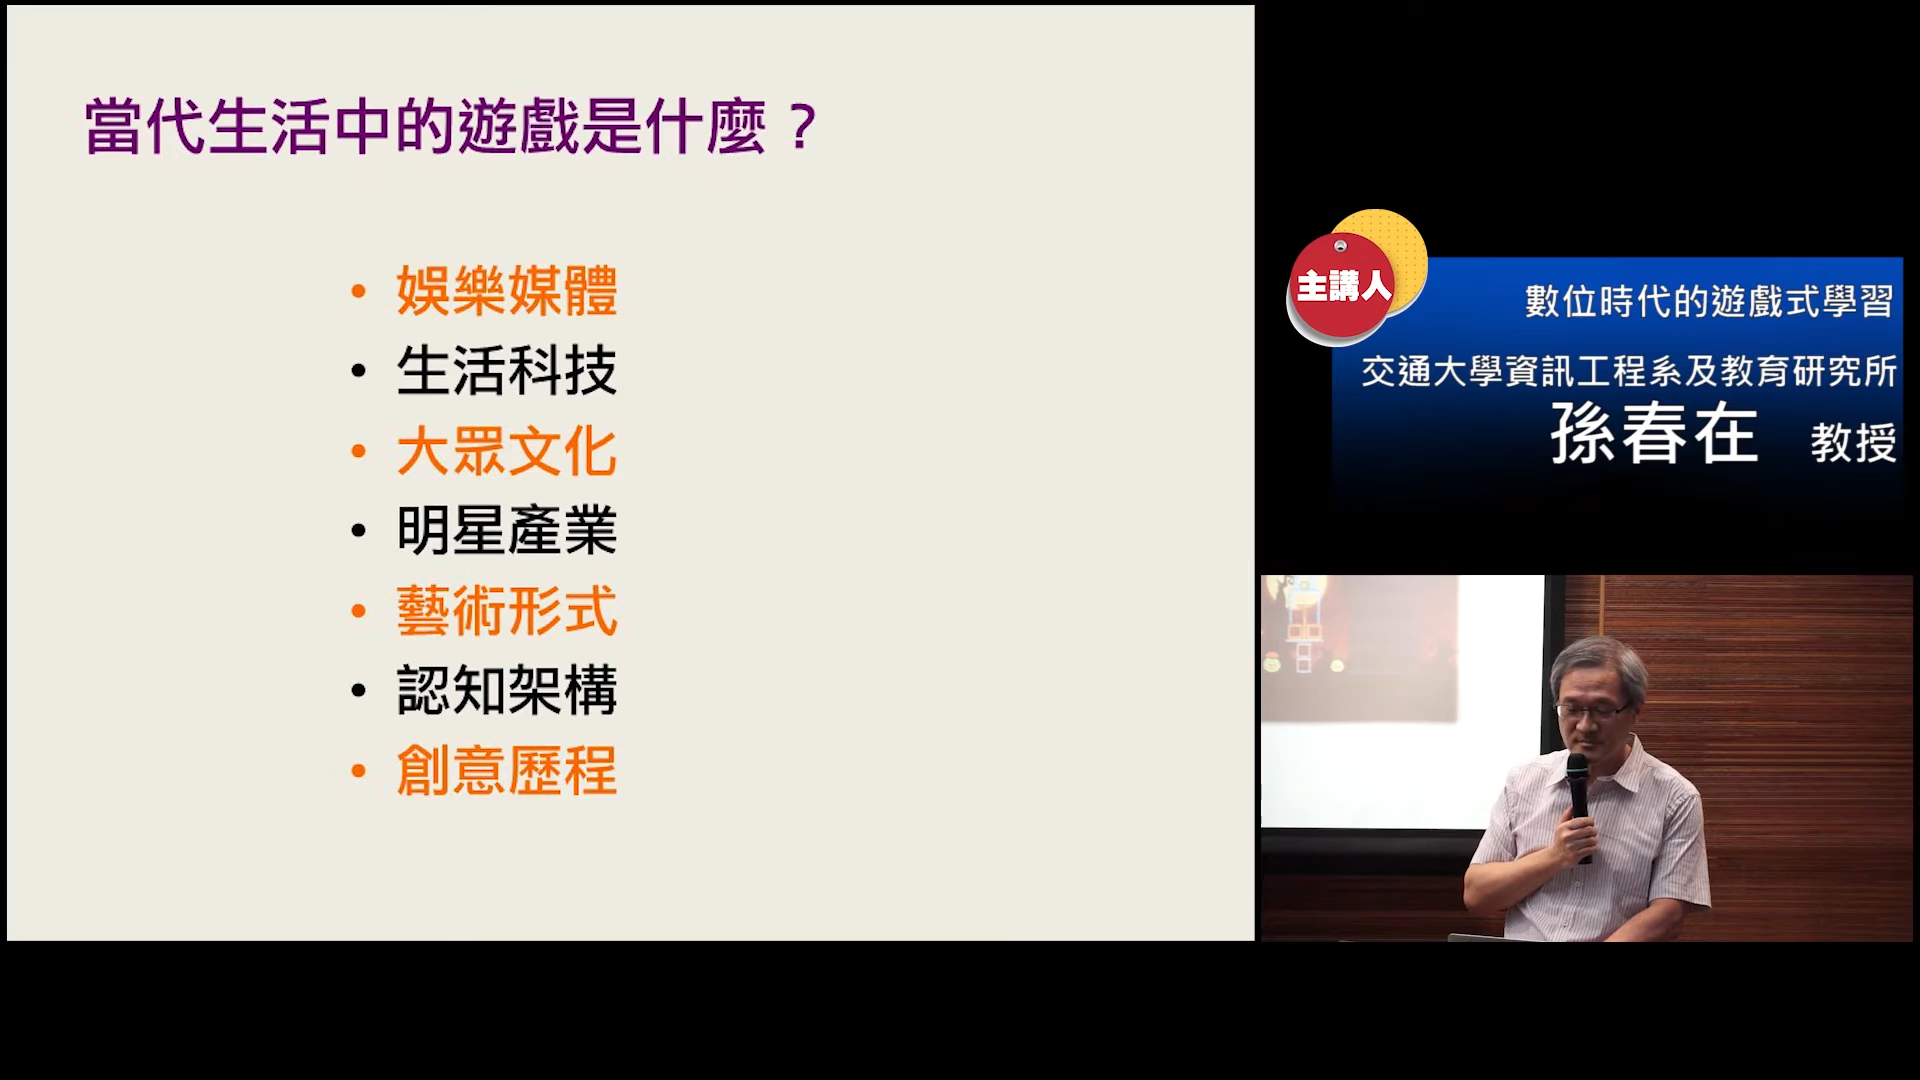 當代生活中的遊戲是什麼？
• 娛樂媒體
• 生活科技
• 大眾文化
• 明星產業
• 藝術形式
• 認知架構
• 創意歷程
主講人
數位時代的遊戲式學習
交通大學資訊工程系及教育研究所
孫春在 教授